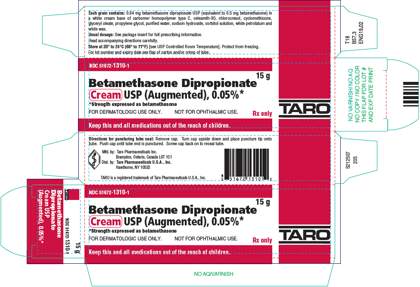 Each gram contains: 0.64 mg betamethasone dipropionate USP (equivalent to 0.5 mg betamethasone) in
a white cream base of carbomer homopolymer type C, ceteareth-30, chlorocresol, cyclomethicone,
glyceryl oleate, propylene glycol, purified water, sodium hydroxide, sorbitol solution, white petrolatum and
white wax.
Usual dosage: See package insert for full prescribing information.
Read accompanying directions carefully.
Store at 20° to 25°C (68° to 77°F) [see USP Controlled Room Temperature]. Protect from freezing.
See lot number and expiry date on flap of carton and/or crimp of tube.
NDC 51672-1310-1
15 g
Betamethasone Dipropionate
Cream USP (Augmented), 0.05%*
*Strength expressed as betamethasone
FOR DERMATOLOGIC USE ONLY. NOT FOR OPHTHALMIC USE.
Rx only
Keep this and all medications out of the reach of children.
TARO
NO VARNISH NO AQ
NO COPY / NO COLOR
THIS FLAP FOR LOT #
AND EXP DATE PRINT
Directions for puncturing tube seal: Remove cap. Turn cap upside down and place puncture tip onto
tube. Push cap until tube end is punctured. Screw cap back on to reseal tube.
Mfd. by: Taro Pharmaceuticals Inc.
Brampton, Ontario, Canada L6T 1C1
Dist. by: Taro Pharmaceuticals U.S.A., Inc.
Hawthorne, NY 10532
TARO is a registered trademark of Taro Pharmaceuticals U.S.A., Inc.
NDC 51672-1310-1
15 g
Betamethasone Dipropionate
Cream USP (Augmented), 0.05%*
*Strength expressed as betamethasone
FOR DERMATOLOGIC USE ONLY. NOT FOR OPHTHALMIC USE.
Rx only
Keep this and all medications out of the reach of children.
TARO
Betamethasone
Dipropionate
Cream USP
(Augmented), 0.05%*
NDC 51672-1310-1
15 g
NO AQ/VARNISH